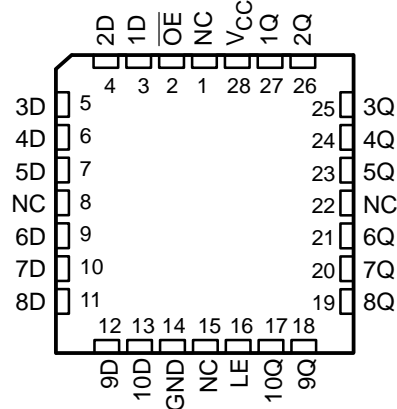 2D 1D OE NC VCC 1Q 2Q
4 3 2 1 28 27 26
3D 5 25 3Q
4D 6 24 4Q
5D 7 23 5Q
NC 8 22 NC
6D 9 21 6Q
7D 10 20 7Q
8D 11 19 8Q
12 13 14 15 16 17 18
9D 10D GND NC LE 10Q 9Q